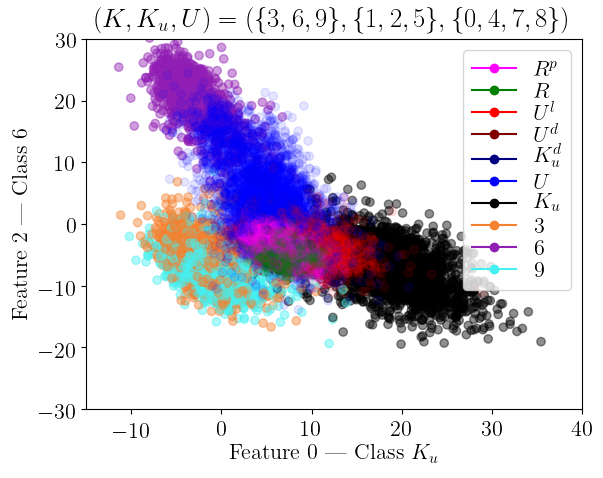 (K, K_u, U) = ({3, 6, 9}, {1, 2, 5}, {0, 4, 7, 8})
30
20
10
0
−10
−20
−30
Feature 2 — Class 6
R^p
R
U^l
U^d
K_u^d
U
K_u
3
6
9
−10
0
10
20
30
40
Feature 0 — Class K_u